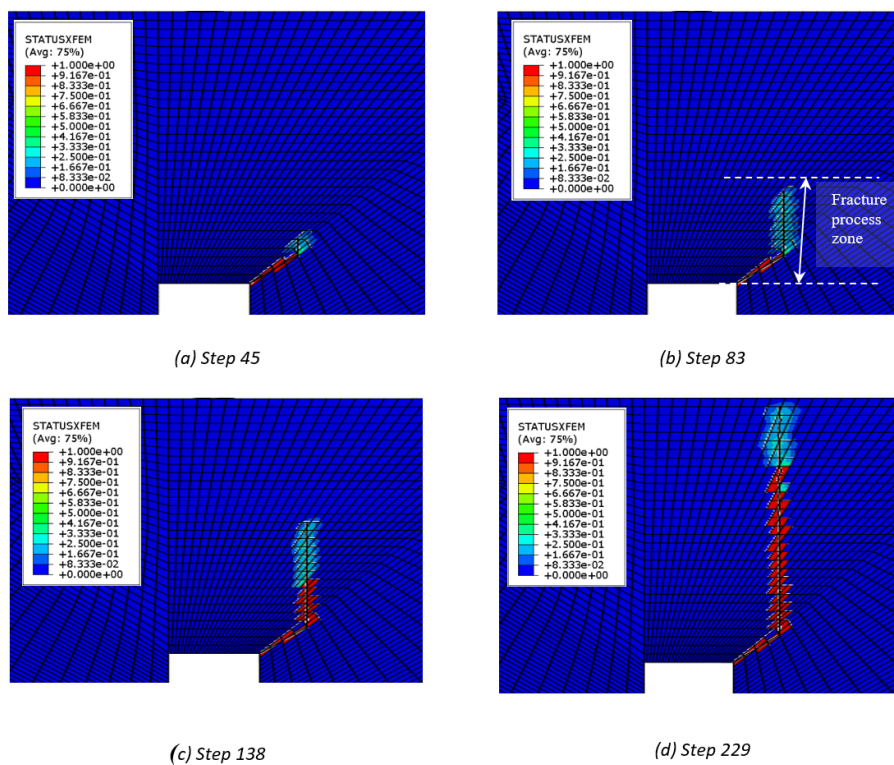 STATUSXFEM
(Avg: 75%)
+1.000e+00
+9.167e-01
+8.333e-01
+7.500e-01
+6.667e-01
+5.833e-01
+5.000e-01
+4.167e-01
+3.333e-01
+2.500e-01
+1.667e-01
+8.333e-02
+0.000e+00
(a) Step 45
STATUSXFEM
(Avg: 75%)
+1.000e+00
+9.167e-01
+8.333e-01
+7.500e-01
+6.667e-01
+5.833e-01
+5.000e-01
+4.167e-01
+3.333e-01
+2.500e-01
+1.667e-01
+8.333e-02
+0.000e+00
Fracture
process
zone
(b) Step 83
STATUSXFEM
(Avg: 75%)
+1.000e+00
+9.167e-01
+8.333e-01
+7.500e-01
+6.667e-01
+5.833e-01
+5.000e-01
+4.167e-01
+3.333e-01
+2.500e-01
+1.667e-01
+8.333e-02
+0.000e+00
(c) Step 138
STATUSXFEM
(Avg: 75%)
+1.000e+00
+9.167e-01
+8.333e-01
+7.500e-01
+6.667e-01
+5.833e-01
+5.000e-01
+4.167e-01
+3.333e-01
+2.500e-01
+1.667e-01
+8.333e-02
+0.000e+00
(d) Step 229